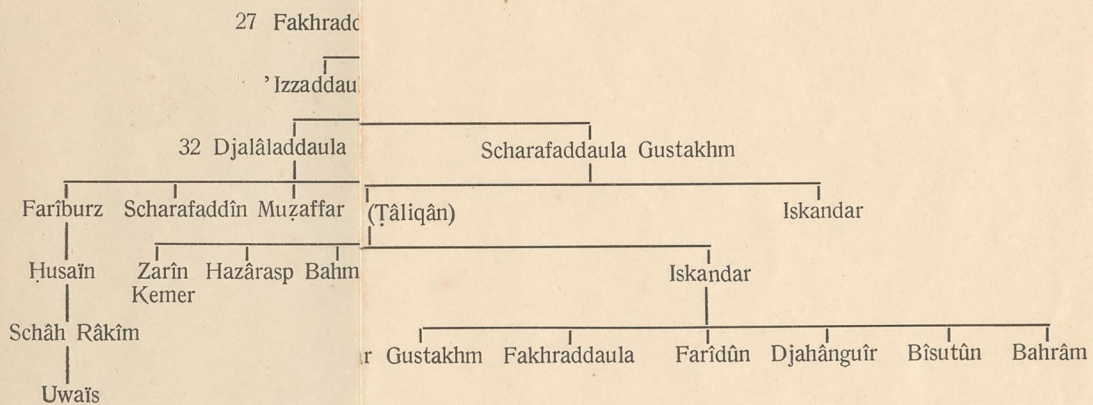 27 Fakhradd
'Izzaddau
32 Djalâladdaula Scharafaddaula Gustakhm
Farîburz Scharafaddîn Muẓaffar (Ṭâliqân) Iskandar
Ḥusaïn Zarîn Kemer Hazârasp Bahm Iskandar
Schâh Râkîm r Gustakhm Fakhraddaula Farîdûn Djahânguîr Bîsutûn Bahrâm
Uwaïs